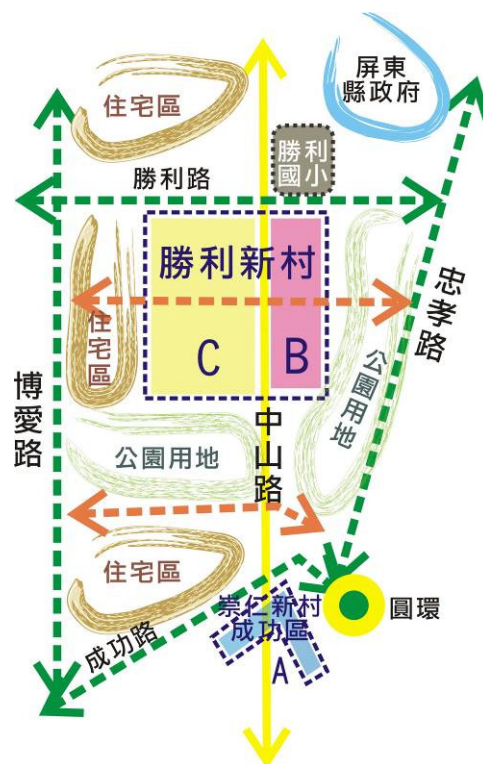 屏東
縣政府
住宅區
勝利
國小
勝利路
勝利新村
忠孝路
住宅區
C
B
公園用地
博愛路
中山路
公園用地
住宅區
崇仁新村
成功區
圓環
成功路
A